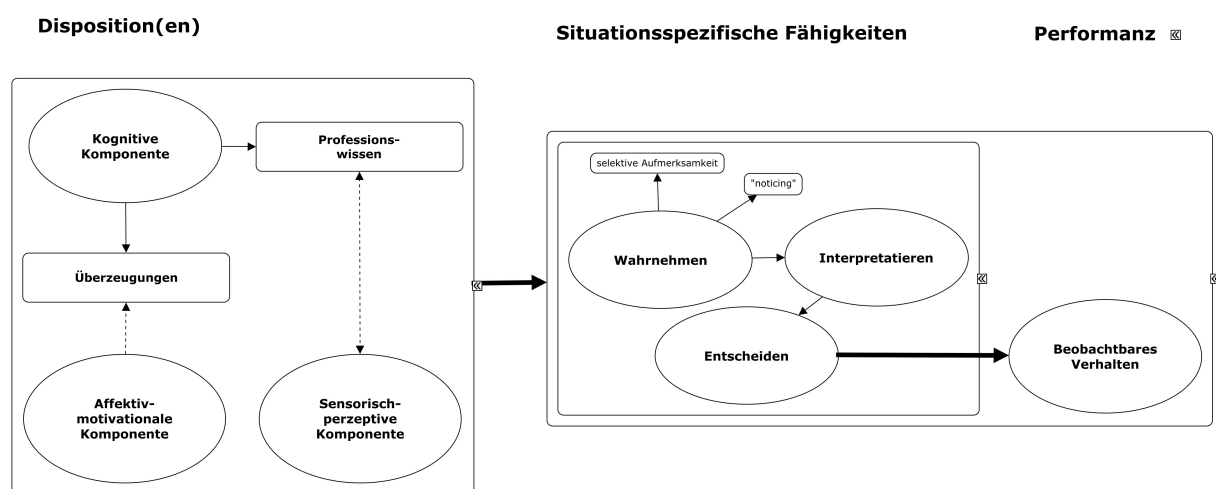 Disposition(en)
Situationsspezifische Fähigkeiten
Performanz
Kognitive
Komponente
Professions-
wissen
selektive Aufmerksamkeit
"noticing"
Wahrnehmen
Interpretatieren
Überzeugungen
Entscheiden
Beobachtbares
Verhalten
Affektiv-
motivationale
Komponente
Sensorisch-
perzeptive
Komponente